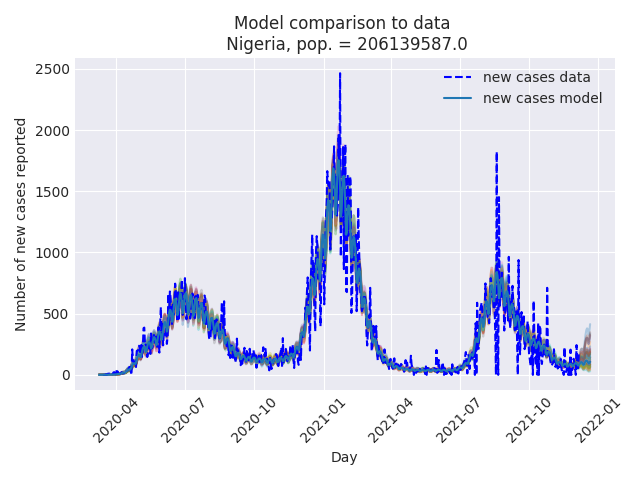 Model comparison to data
Nigeria, pop. = 206139587.0
new cases data
new cases model
Number of new cases reported
2500
2000
1500
1000
500
0
2020-04
2020-07
2020-10
2021-01
2021-04
2021-07
2021-10
2022-01
Day